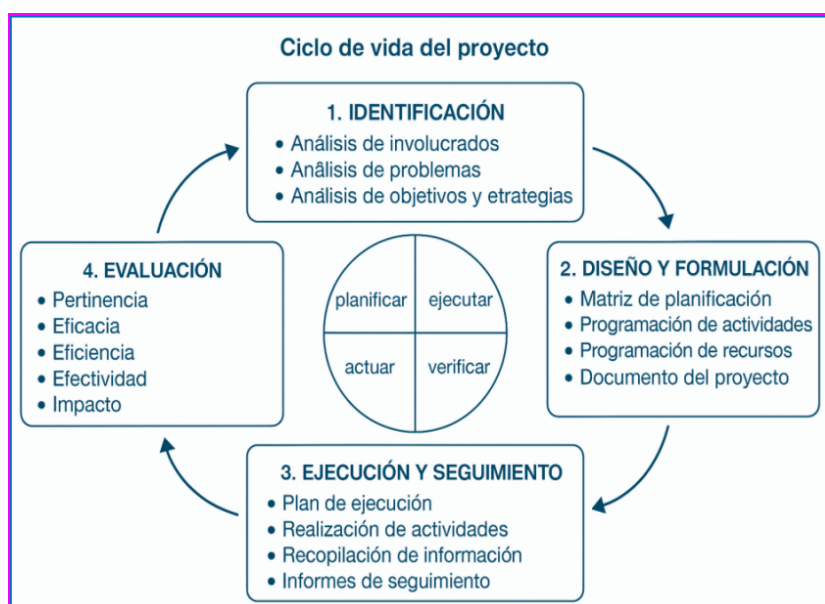 Ciclo de vida del proyecto
1. IDENTIFICACIÓN
• Análisis de involucrados
• Anâlisis de problemas
• Análisis de objetivos y etrategias
2. DISEÑO Y FORMULACIÓN
• Matriz de planificación
• Programación de actividades
• Programación de recursos
• Documento del proyecto
3. EJECUCIÓN Y SEGUIMIENTO
• Plan de ejecución
• Realización de actividades
• Recopilación de información
• Informes de seguimiento
4. EVALUACIÓN
• Pertinencia
• Eficacia
• Eficiencia
• Efectividad
• Impacto
planificar
ejecutar
actuar
verificar